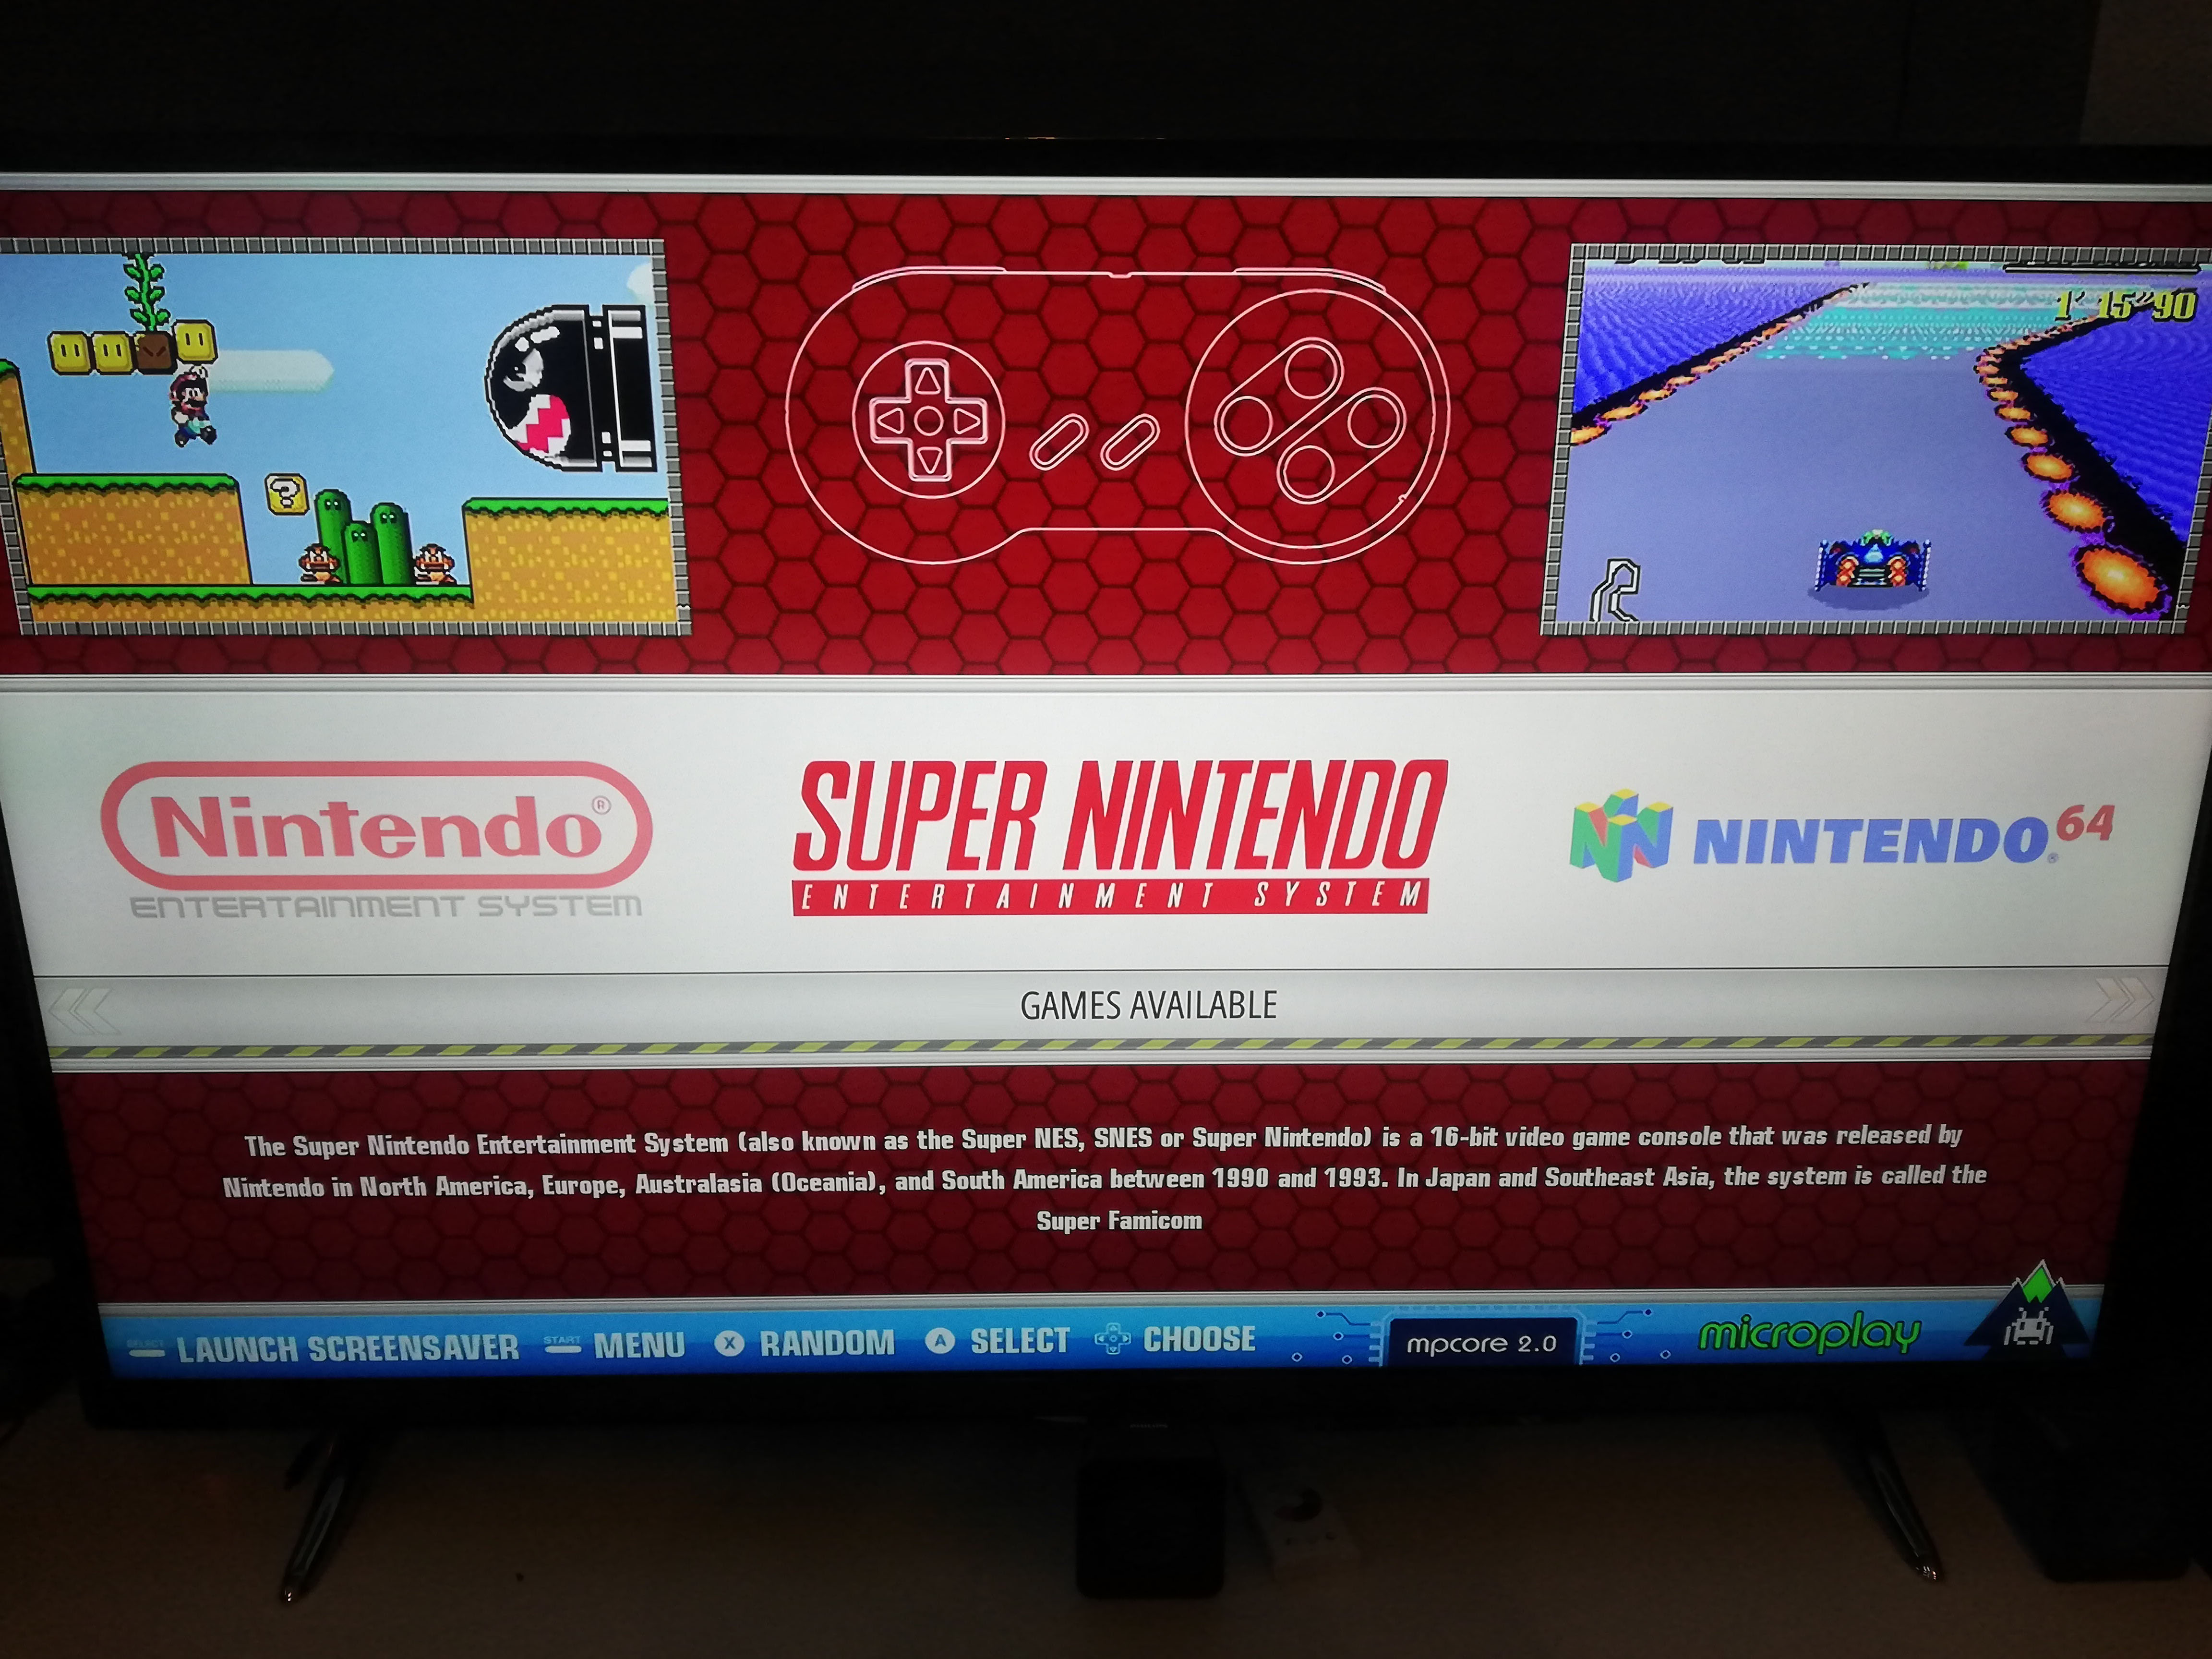 1'15"90
Nintendo®
ENTERTAINMENT SYSTEM
SUPER NINTENDO
ENTERTAINMENT SYSTEM
NINTENDO®64
GAMES AVAILABLE
The Super Nintendo Entertainment System (also known as the Super NES, SNES or Super Nintendo) is a 16-bit video game console that was released by
Nintendo in North America, Europe, Australasia (Oceania), and South America between 1990 and 1993. In Japan and Southeast Asia, the system is called the
Super Famicom
SELECT LAUNCH SCREENSAVER START MENU X RANDOM A SELECT CHOOSE mpcore 2.0 microplay